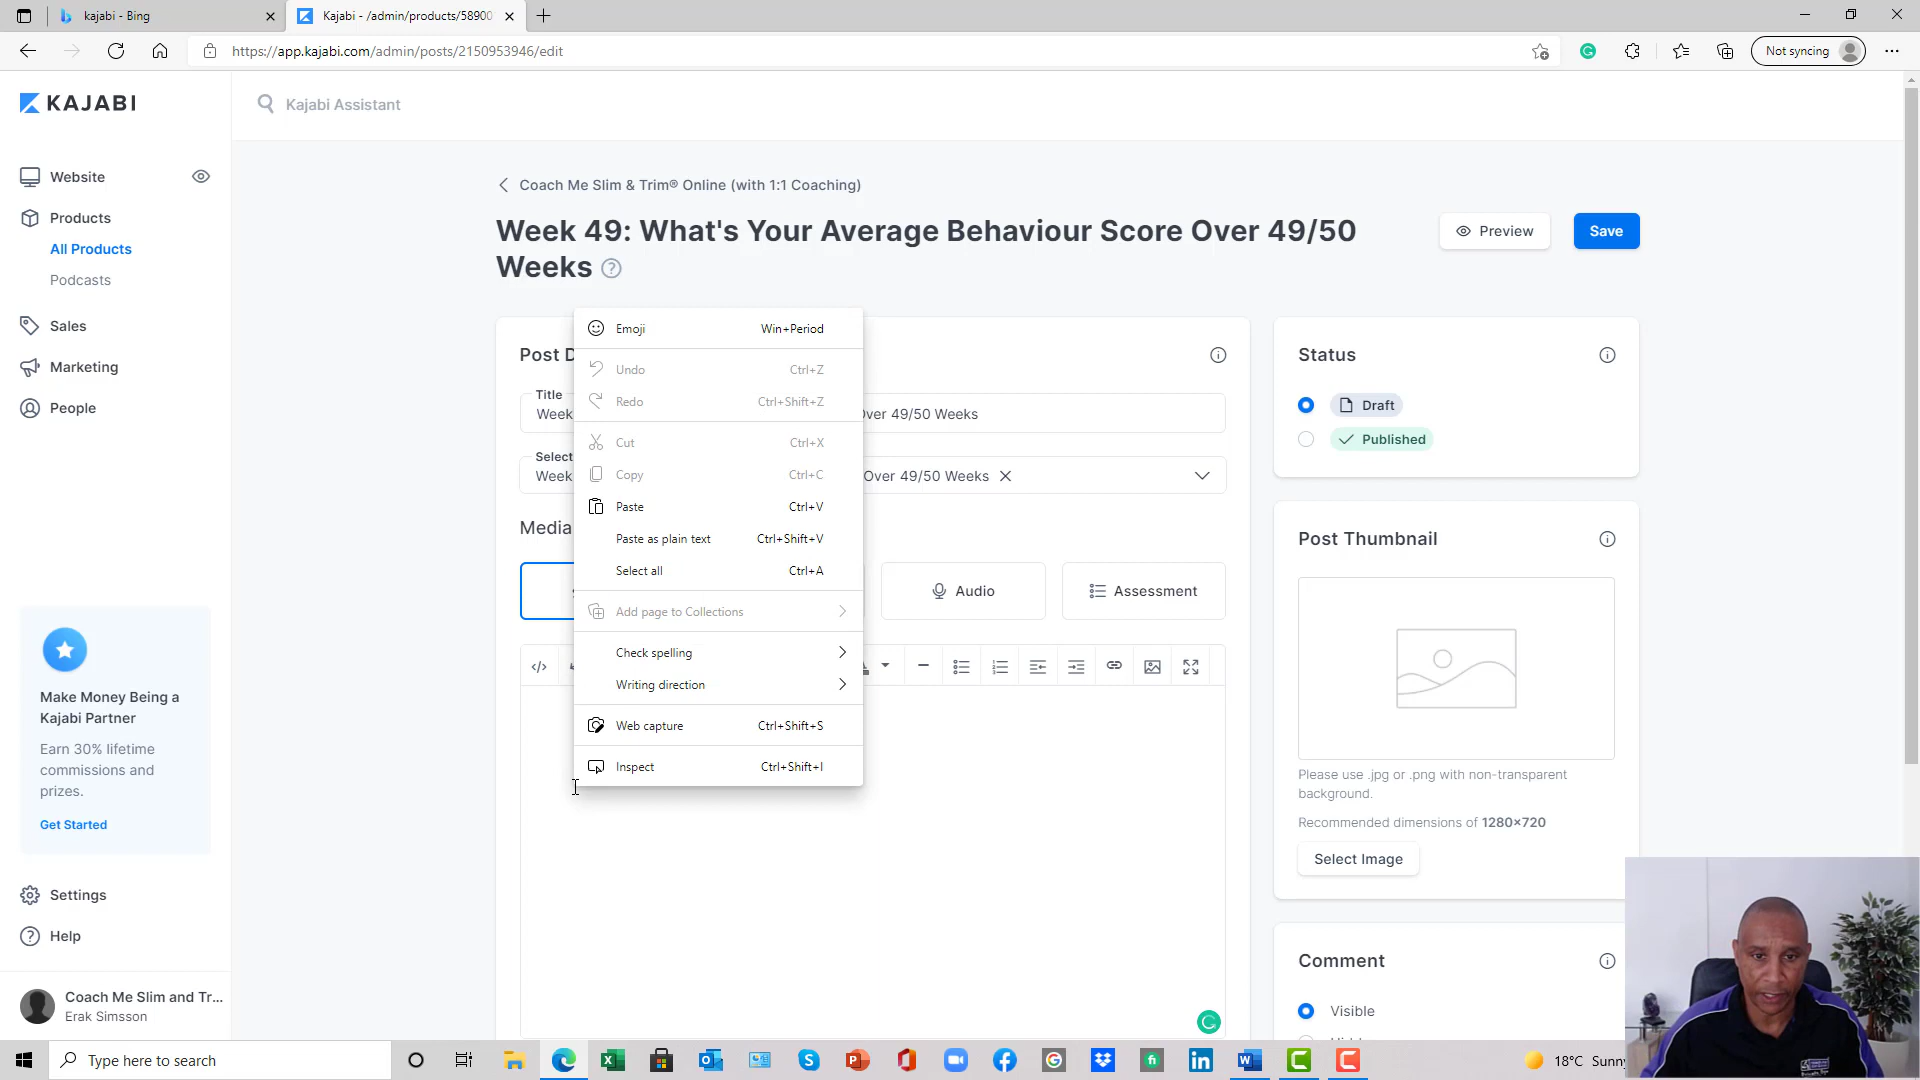 kajabi - Bing
Kajabi - /admin/products/58900
https://app.kajabi.com/admin/posts/2150953946/edit
Not syncing
KAJABI
Kajabi Assistant
Website
Products
All Products
Podcasts
Sales
Marketing
People
Make Money Being a
Kajabi Partner
Earn 30% lifetime
commissions and
prizes.
Get Started
Settings
Help
Coach Me Slim and Tr...
Erak Simsson
Coach Me Slim & Trim® Online (with 1:1 Coaching)
Week 49: What's Your Average Behaviour Score Over 49/50
Weeks
Preview
Save
Post D
Title
Week
Over 49/50 Weeks
Select
Week
Over 49/50 Weeks
Media
Audio
Assessment
Emoji Win+Period
Undo Ctrl+Z
Redo Ctrl+Shift+Z
Cut Ctrl+X
Copy Ctrl+C
Paste Ctrl+V
Paste as plain text Ctrl+Shift+V
Select all Ctrl+A
Add page to Collections
Check spelling
Writing direction
Web capture Ctrl+Shift+S
Inspect Ctrl+Shift+I
Status
Draft
Published
Post Thumbnail
Please use .jpg or .png with non-transparent
background.
Recommended dimensions of 1280×720
Select Image
Comment
Visible
Type here to search
18°C Sunny